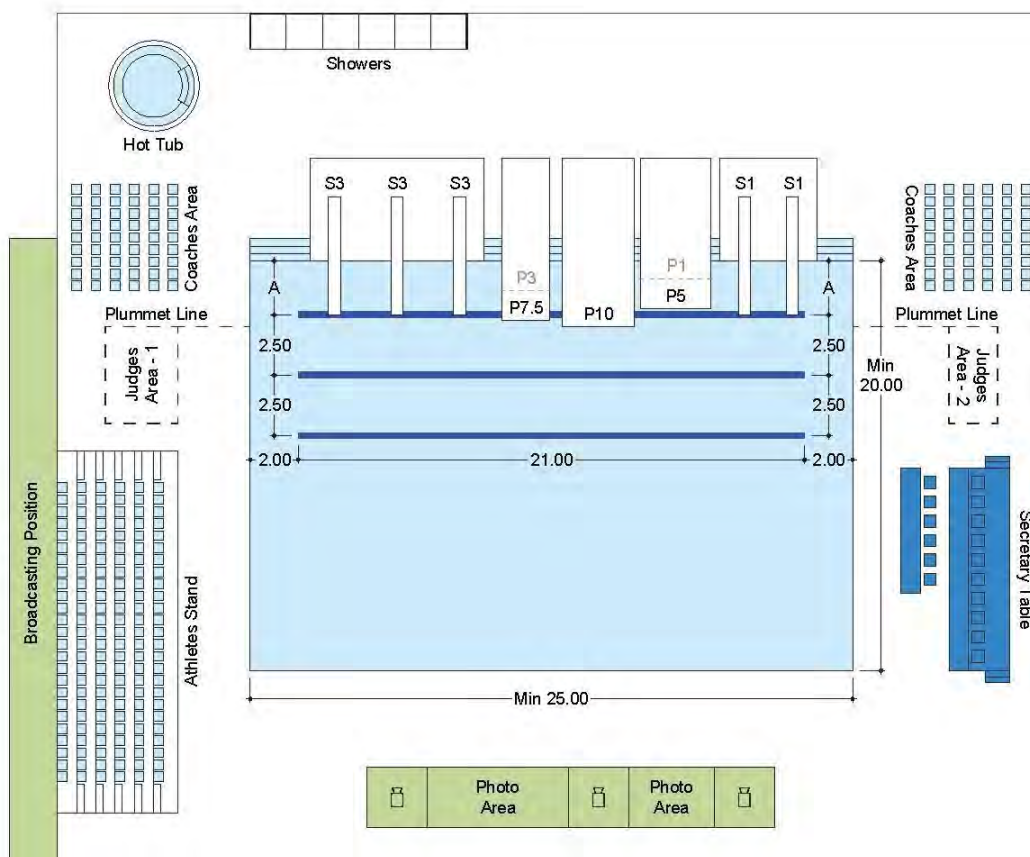 Showers
Hot Tub
S3
S3
S3
S1
S1
Coaches Area
Coaches Area
P3
P7.5
P10
P1
P5
A
A
Plummet Line
Plummet Line
Judges
Area - 1
Judges
Area - 2
2.50
2.50
Min
20.00
2.50
2.50
2.00
21.00
2.00
Broadcasting Position
Athletes Stand
Secretary Table
Min 25.00
Photo
Area
Photo
Area